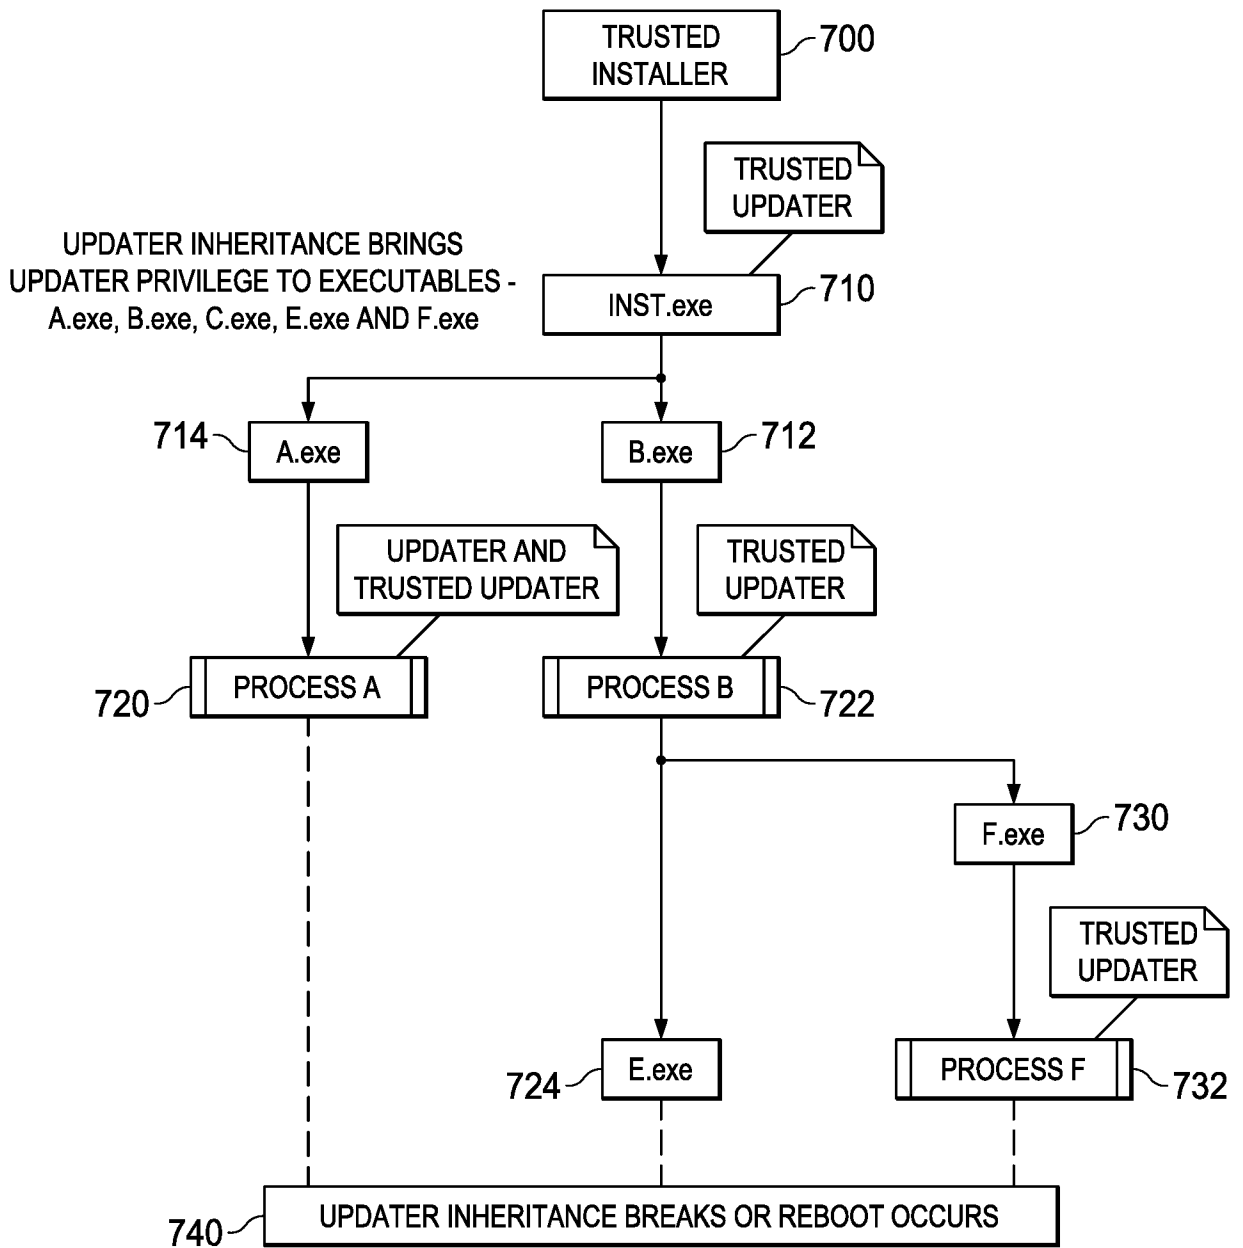 TRUSTED
INSTALLER
700
TRUSTED
UPDATER
UPDATER INHERITANCE BRINGS
UPDATER PRIVILEGE TO EXECUTABLES -
A.exe, B.exe, C.exe, E.exe AND F.exe
INST.exe
710
714
A.exe
B.exe
712
UPDATER AND
TRUSTED UPDATER
TRUSTED
UPDATER
720
PROCESS A
PROCESS B
722
F.exe
730
TRUSTED
UPDATER
724
E.exe
PROCESS F
732
740
UPDATER INHERITANCE BREAKS OR REBOOT OCCURS